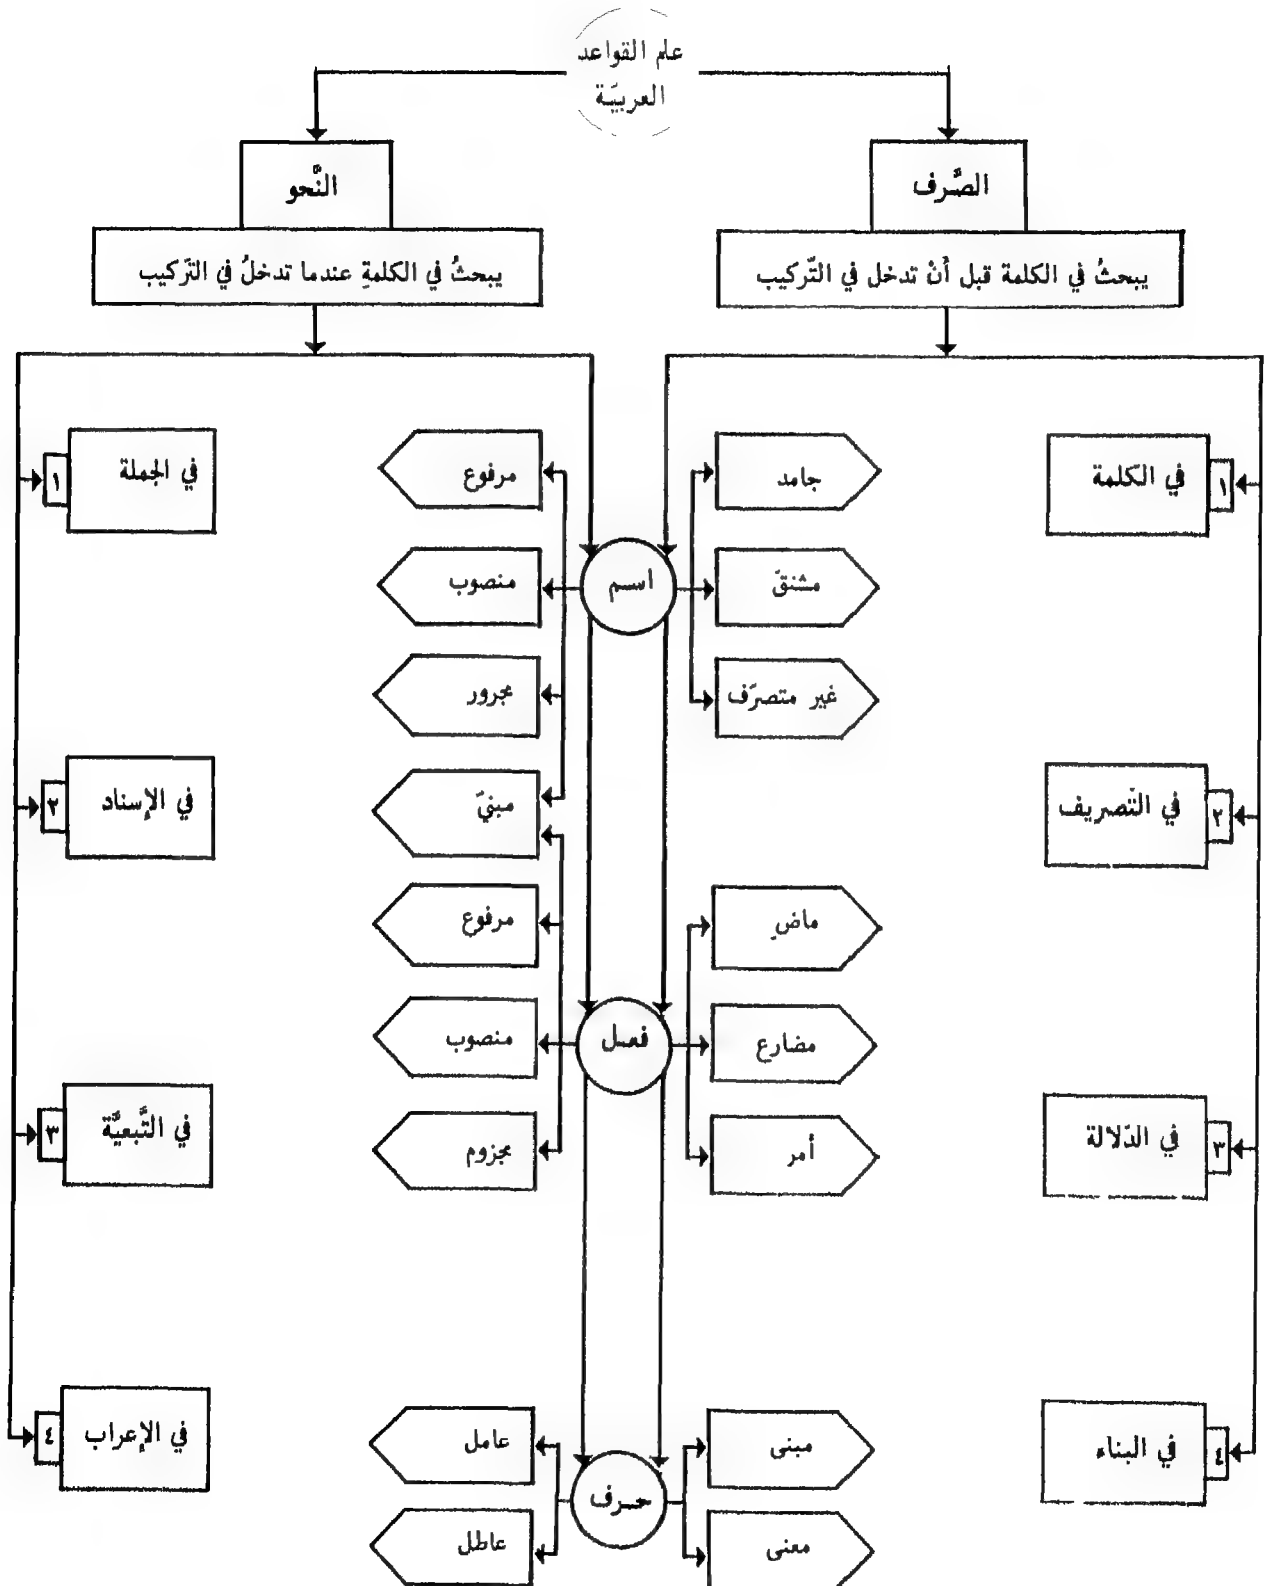 علم القواعد
العربيّة
الصَّرف
النَّحو
يبحثُ في الكلمة قبل أَنْ تدخل في التّركيب
يبحثُ في الكلمةِ عندما تدخلُ في التّركيب
في الكلمة
١
جامد
مرفوع
في الجملة
١
اسم
مشتقّ
منصوب
غير متصرّف
مجرور
في التّصريف
٢
مبنيّ
في الإسناد
٢
ماضٍ
مرفوع
فعل
مضارع
منصوب
في الدّلالة
٣
أمر
مجزوم
في التَّبعيَّة
٣
في البناء
٤
مبنى
عامل
في الإعراب
٤
حرف
معنى
عاطل